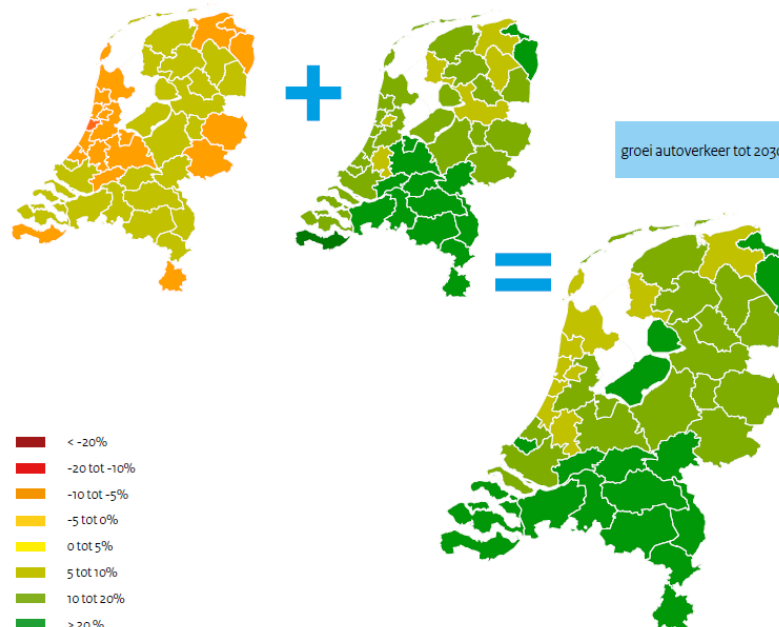 groei autoverkeer tot 2030
< -20%
-20 tot -10%
-10 tot -5%
-5 tot 0%
0 tot 5%
5 tot 10%
10 tot 20%
> 20 %